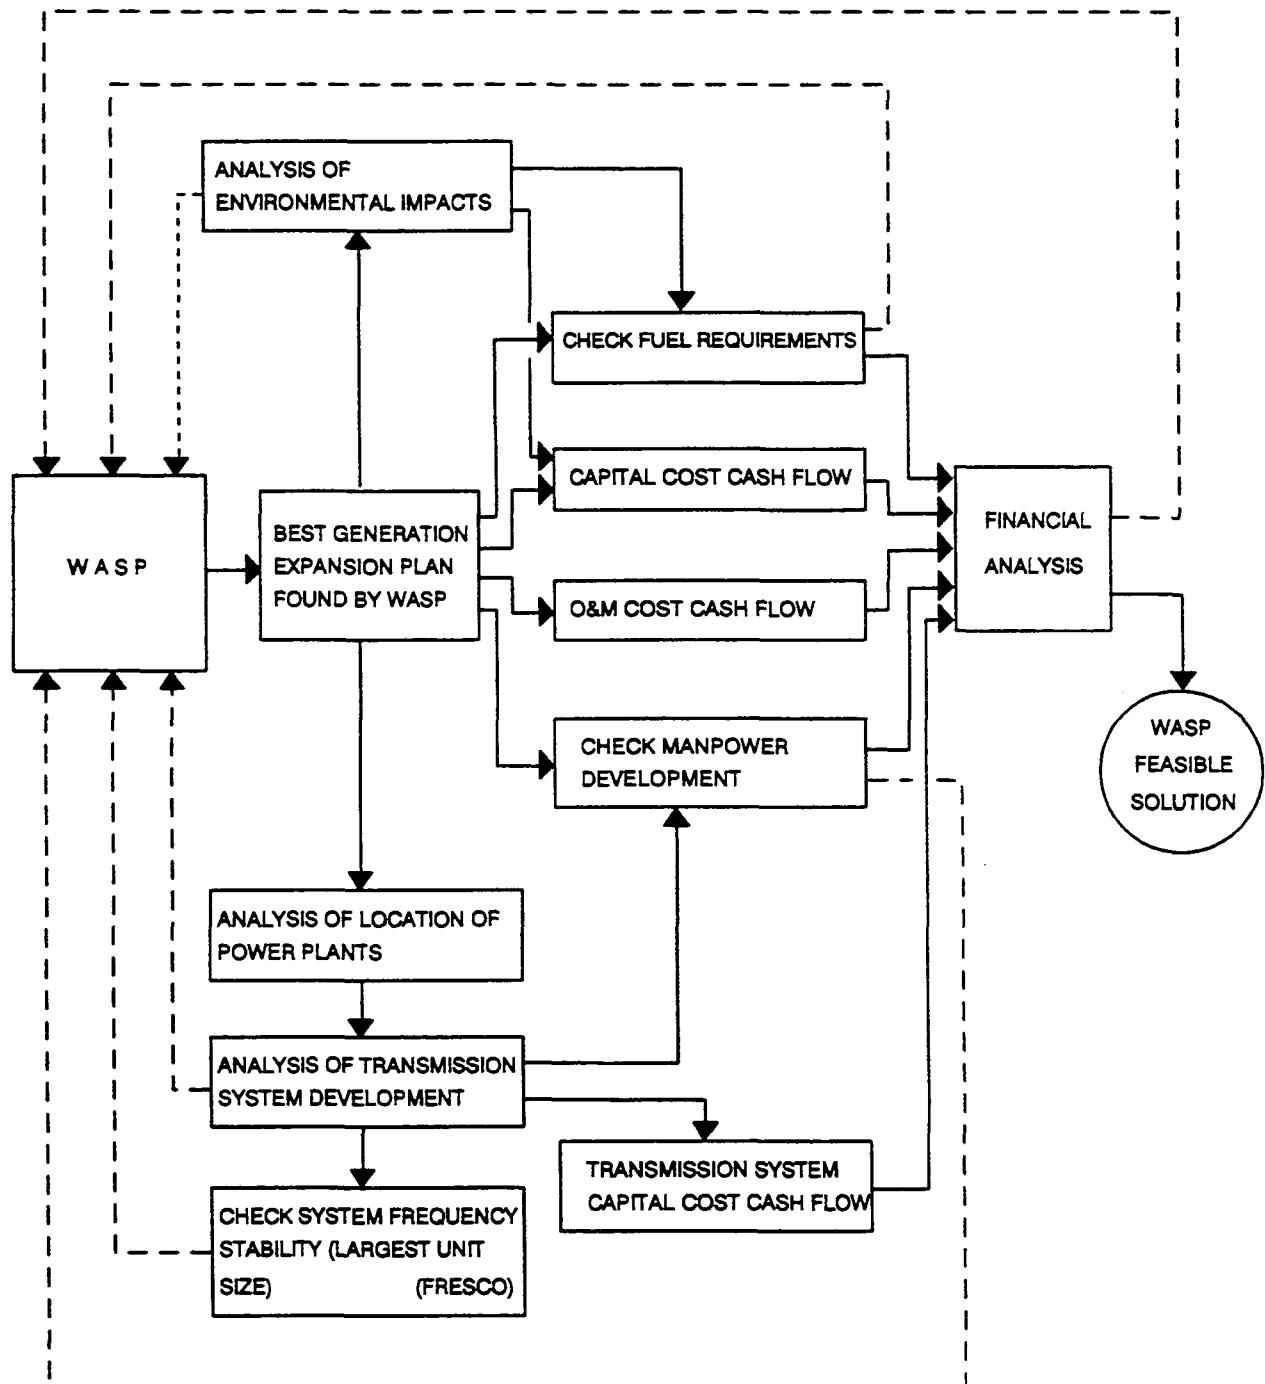 ANALYSIS OF
ENVIRONMENTAL IMPACTS
CHECK FUEL REQUIREMENTS
CAPITAL COST CASH FLOW
W A S P
BEST GENERATION
EXPANSION PLAN
FOUND BY WASP
O&M COST CASH FLOW
FINANCIAL
ANALYSIS
CHECK MANPOWER
DEVELOPMENT
WASP
FEASIBLE
SOLUTION
ANALYSIS OF LOCATION OF
POWER PLANTS
ANALYSIS OF TRANSMISSION
SYSTEM DEVELOPMENT
TRANSMISSION SYSTEM
CAPITAL COST CASH FLOW
CHECK SYSTEM FREQUENCY
STABILITY (LARGEST UNIT
SIZE) (FRESCO)